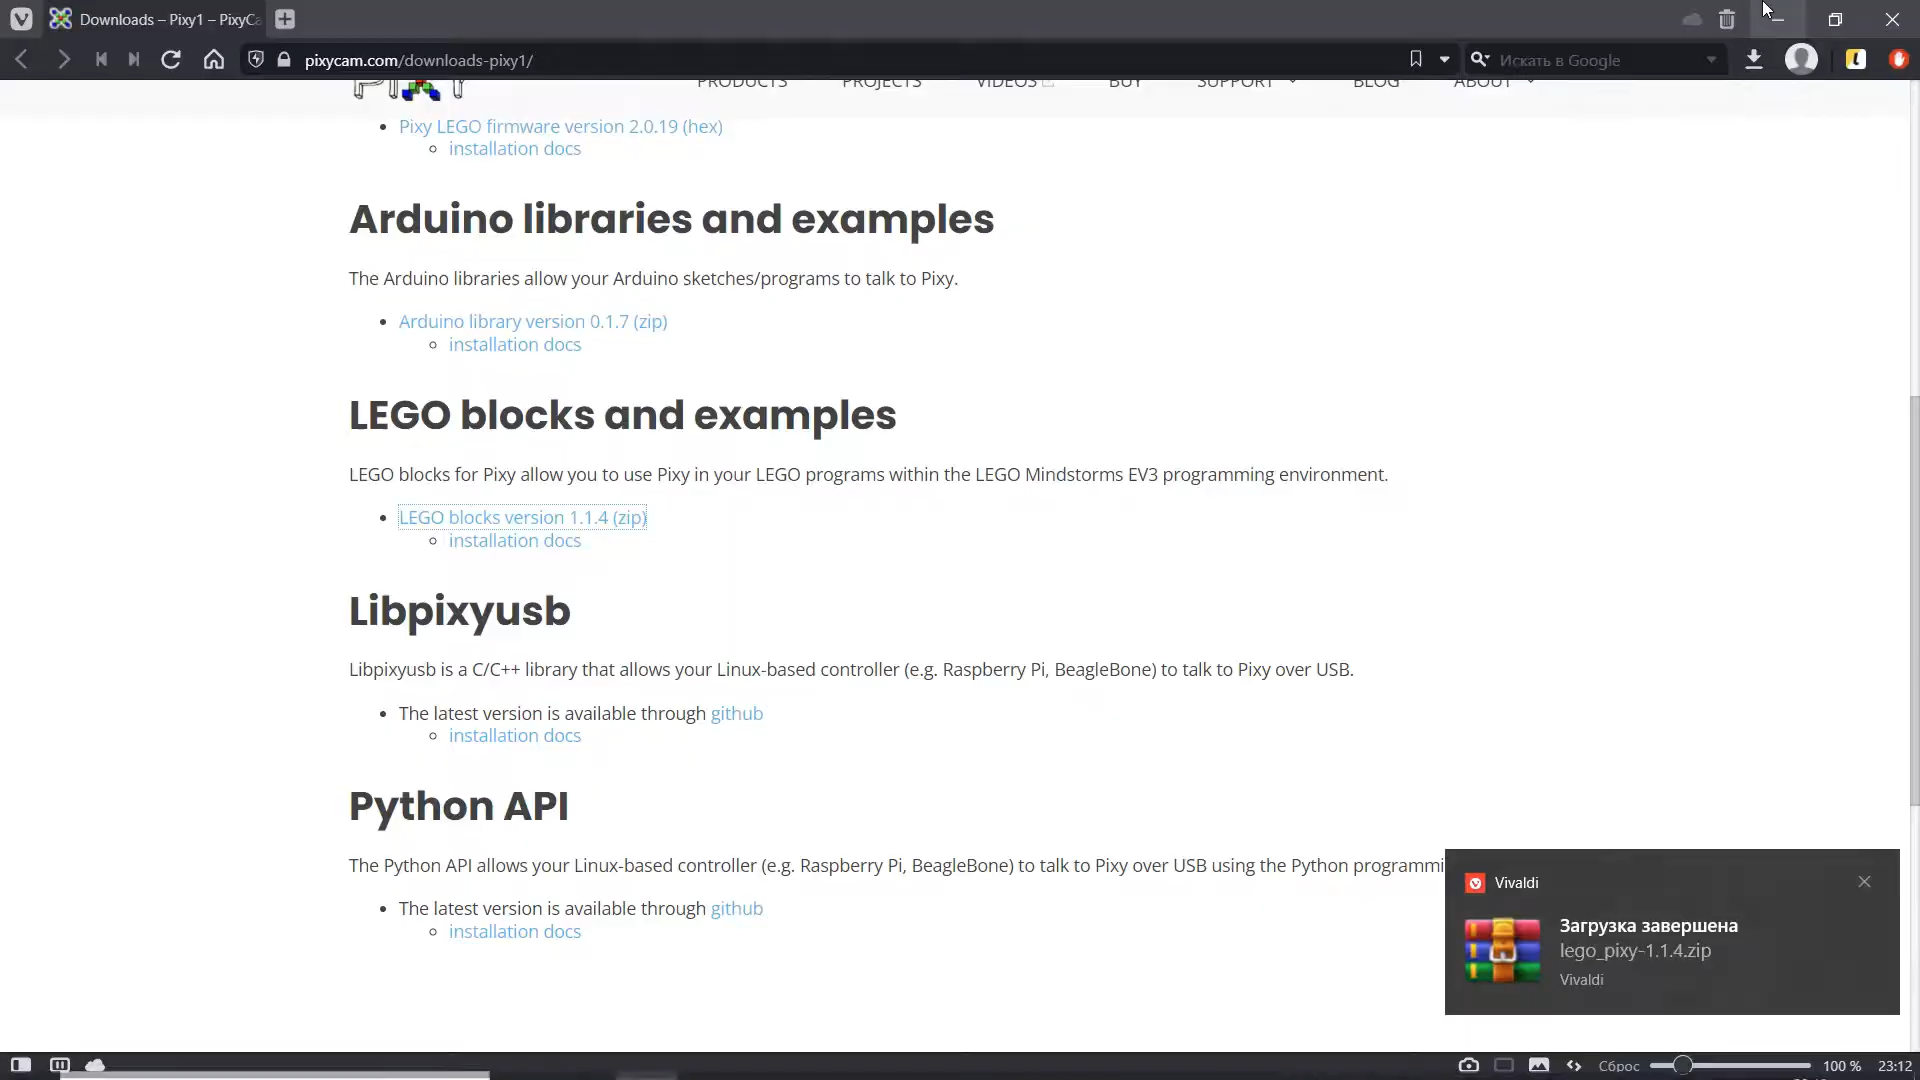 Downloads – Pixy1 – PixyCa
pixycam.com/downloads-pixy1/
Искать в Google
PRODUCTS
PROJECTS
VIDEOS
BUY
SUPPORT
BLOG
ABOUT
Pixy LEGO firmware version 2.0.19 (hex)
installation docs
Arduino libraries and examples
The Arduino libraries allow your Arduino sketches/programs to talk to Pixy.
Arduino library version 0.1.7 (zip)
installation docs
LEGO blocks and examples
LEGO blocks for Pixy allow you to use Pixy in your LEGO programs within the LEGO Mindstorms EV3 programming environment.
LEGO blocks version 1.1.4 (zip)
installation docs
Libpixyusb
Libpixyusb is a C/C++ library that allows your Linux-based controller (e.g. Raspberry Pi, BeagleBone) to talk to Pixy over USB.
The latest version is available through github
installation docs
Python API
The Python API allows your Linux-based controller (e.g. Raspberry Pi, BeagleBone) to talk to Pixy over USB using the Python programmi
The latest version is available through github
installation docs
Vivaldi
Загрузка завершена
lego_pixy-1.1.4.zip
Vivaldi
Сброс
100 %
23:12